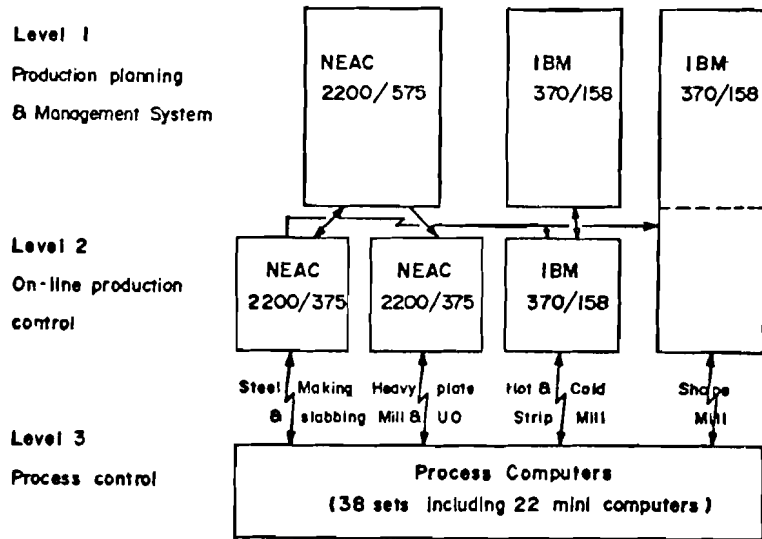 Level 1
Production planning
& Management System
NEAC
2200/575
IBM
370/158
IBM
370/158
Level 2
On-line production
control
NEAC
2200/375
NEAC
2200/375
IBM
370/158
Steel Making
& slabbing
Heavy plate
Mill & UO
Hot & Cold
Strip Mill
Shape
Mill
Level 3
Process control
Process Computers
(38 sets including 22 mini computers)